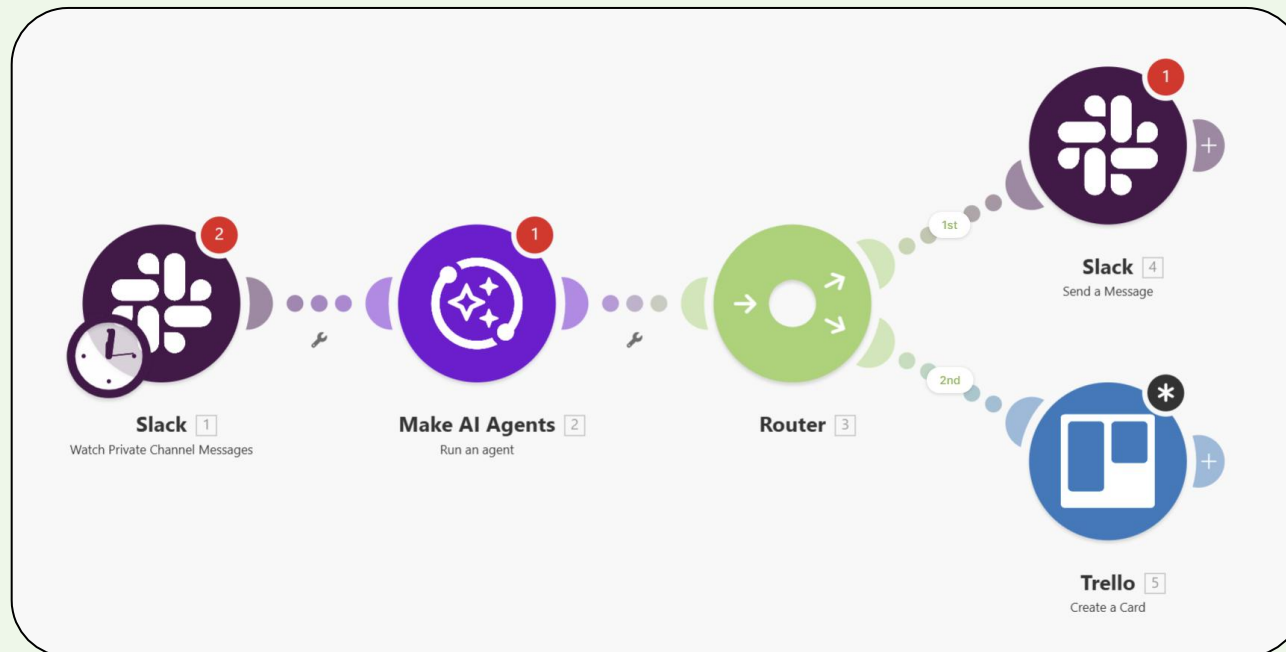 2
Slack 1
Watch Private Channel Messages
1
Make AI Agents 2
Run an agent
Router 3
1st
1
Slack 4
Send a Message
2nd
Trello 5
Create a Card